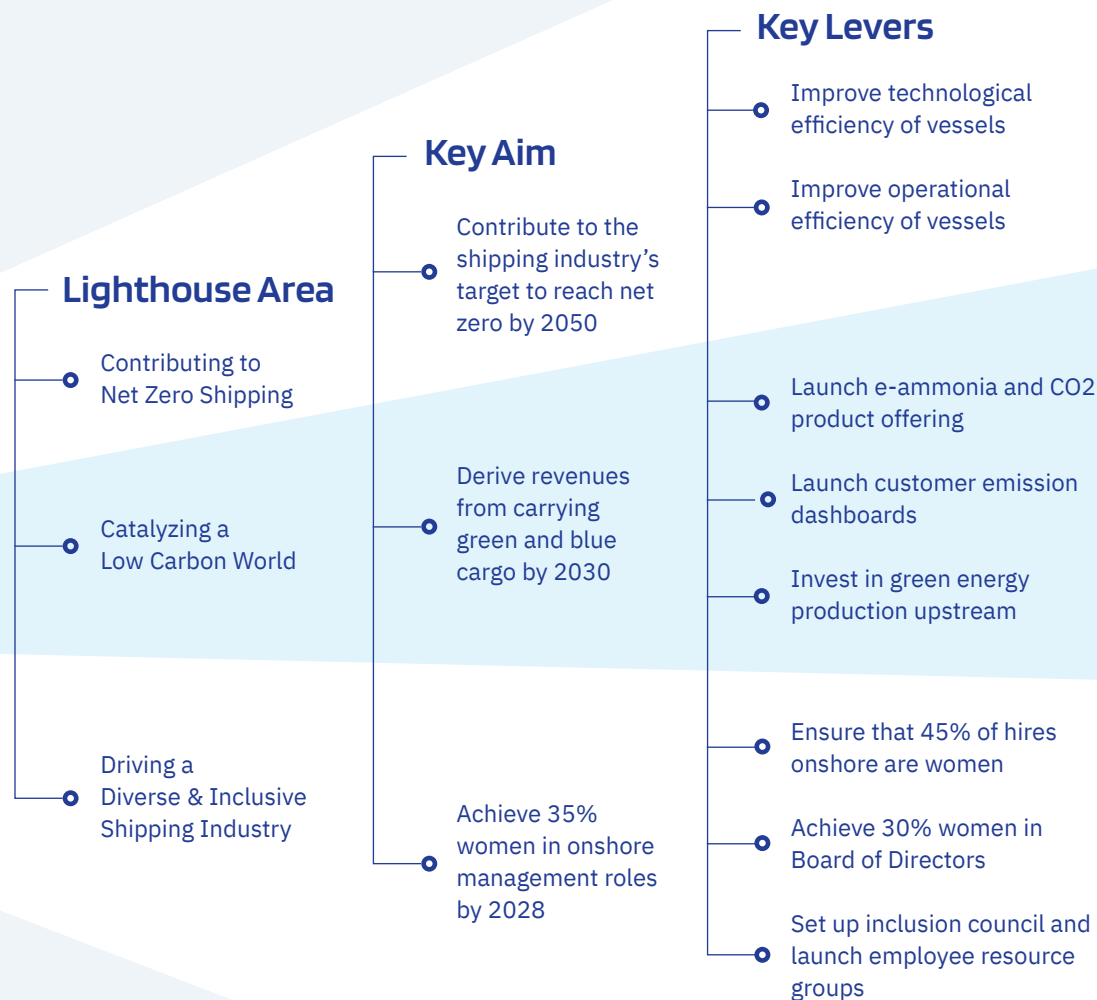 Lighthouse Area
Contributing to
Net Zero Shipping
Catalyzing a
Low Carbon World
Driving a
Diverse & Inclusive
Shipping Industry
Key Aim
Contribute to the
shipping industry’s
target to reach net
zero by 2050
Derive revenues
from carrying
green and blue
cargo by 2030
Achieve 35%
women in onshore
management roles
by 2028
Key Levers
Improve technological
efficiency of vessels
Improve operational
efficiency of vessels
Launch e-ammonia and CO2
product offering
Launch customer emission
dashboards
Invest in green energy
production upstream
Ensure that 45% of hires
onshore are women
Achieve 30% women in
Board of Directors
Set up inclusion council and
launch employee resource
groups